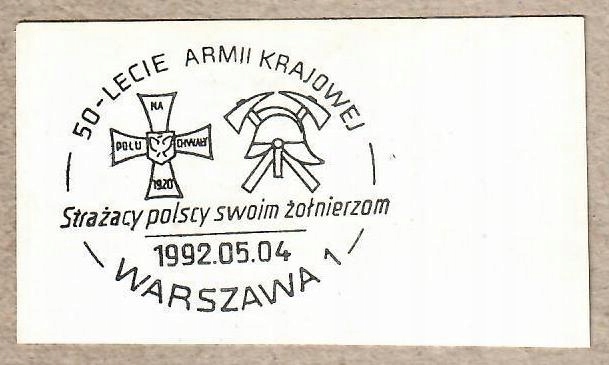 50-LECIE ARMII KRAJOWEJ
NA
POLU CHWAŁY
1920
Strażacy polscy swoim żołnierzom
1992.05.04
WARSZAWA 1